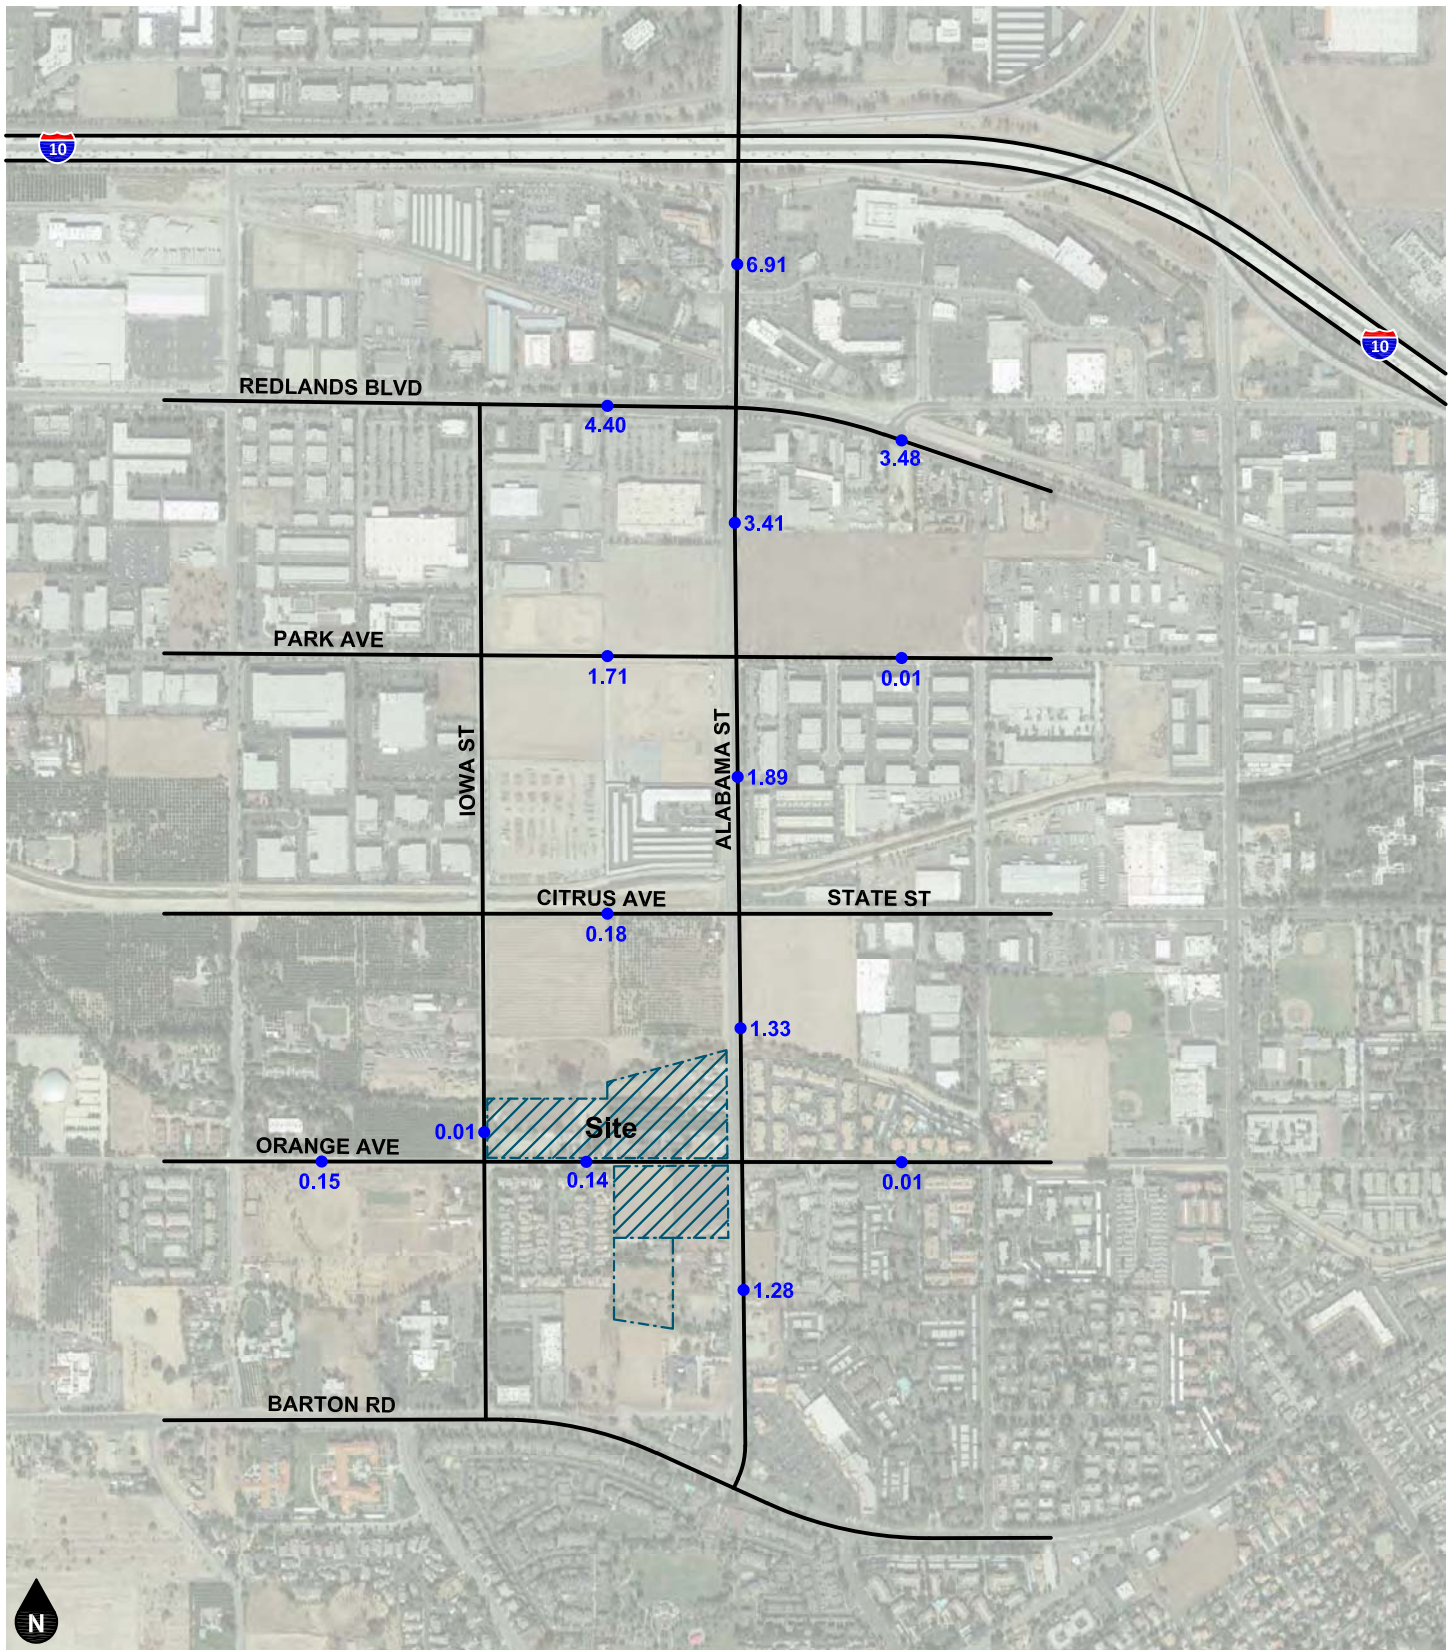 10
6.91
10
REDLANDS BLVD
4.40
3.48
3.41
PARK AVE
1.71
0.01
IOWA ST
ALABAMA ST
1.89
CITRUS AVE
STATE ST
0.18
1.33
Site
0.01
ORANGE AVE
0.15
0.14
0.01
1.28
BARTON RD
N